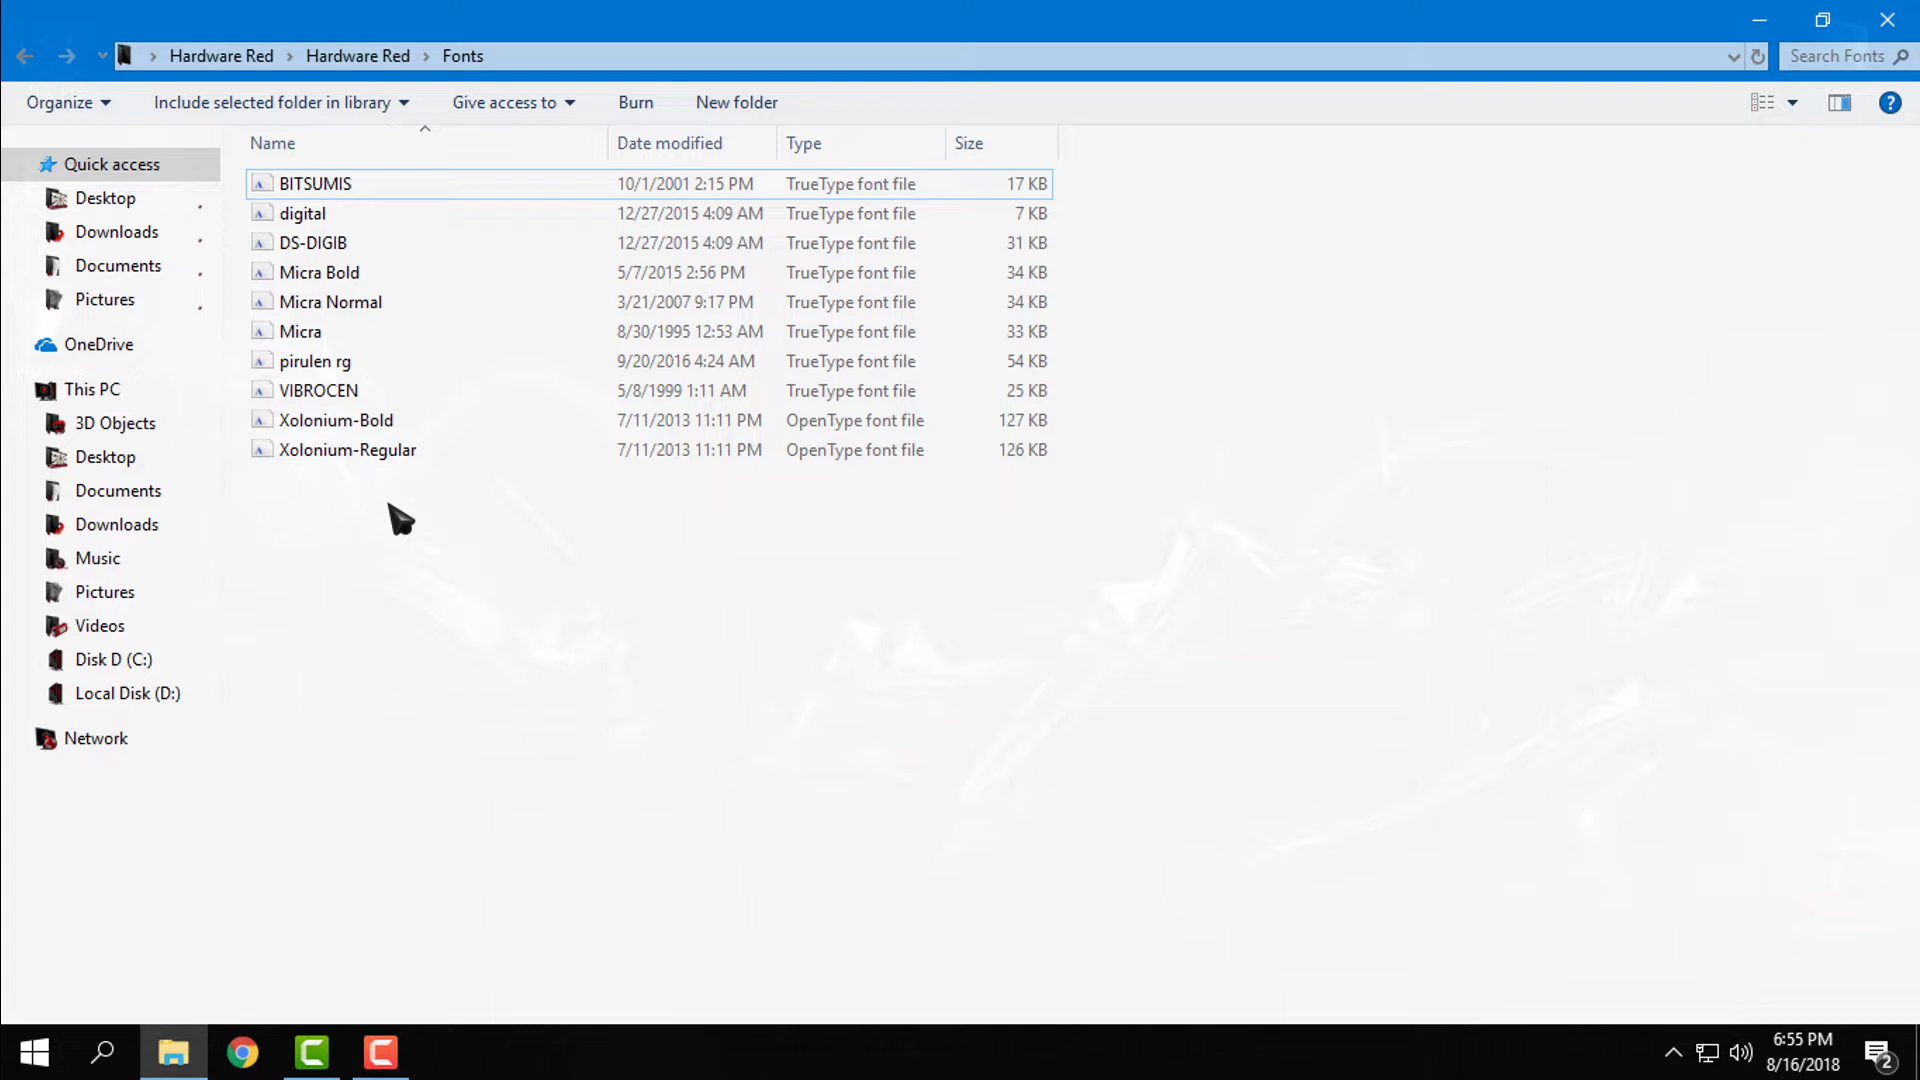 Hardware Red > Hardware Red > Fonts
Search Fonts
Organize Include selected folder in library Give access to Burn New folder
Name Date modified Type Size
Quick access
Desktop
Downloads
Documents
Pictures
OneDrive
This PC
3D Objects
Desktop
Documents
Downloads
Music
Pictures
Videos
Disk D (C:)
Local Disk (D:)
Network
BITSUMIS 10/1/2001 2:15 PM TrueType font file 17 KB
digital 12/27/2015 4:09 AM TrueType font file 7 KB
DS-DIGIB 12/27/2015 4:09 AM TrueType font file 31 KB
Micra Bold 5/7/2015 2:56 PM TrueType font file 34 KB
Micra Normal 3/21/2007 9:17 PM TrueType font file 34 KB
Micra 8/30/1995 12:53 AM TrueType font file 33 KB
pirulen rg 9/20/2016 4:24 AM TrueType font file 54 KB
VIBROCEN 5/8/1999 1:11 AM TrueType font file 25 KB
Xolonium-Bold 7/11/2013 11:11 PM OpenType font file 127 KB
Xolonium-Regular 7/11/2013 11:11 PM OpenType font file 126 KB
6:55 PM
8/16/2018
2